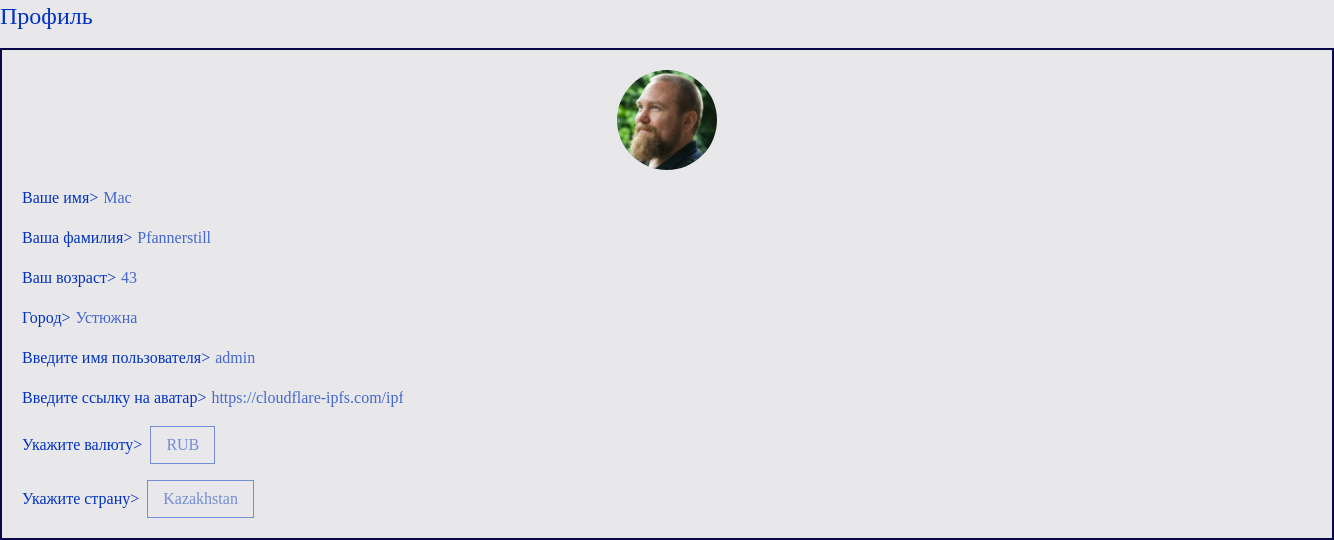 Профиль
Ваше имя> Mac
Ваша фамилия> Pfannerstill
Ваш возраст> 43
Город> Устюжна
Введите имя пользователя> admin
Введите ссылку на аватар> https://cloudflare-ipfs.com/ipf
Укажите валюту> RUB
Укажите страну> Kazakhstan